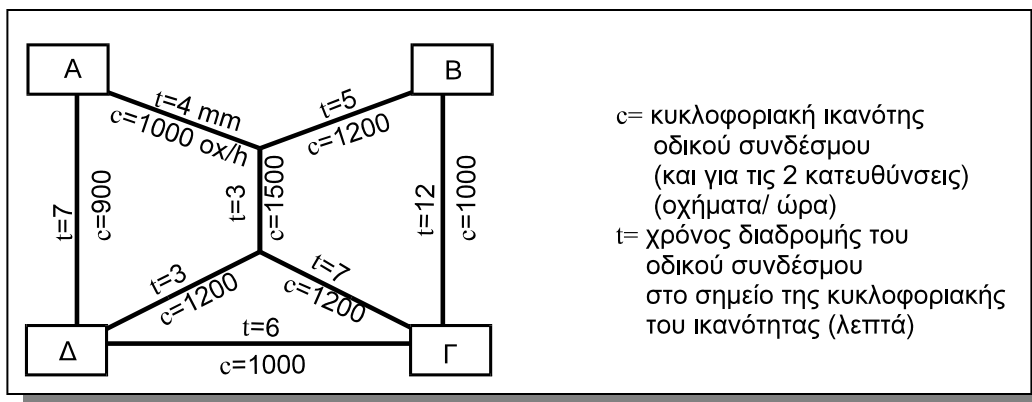 A
B
t=4 mm
c=1000 ox/h
t=5
c=1200
t=7
c=900
t=3
c=1500
t=12
c=1000
t=3
c=1200
t=7
c=1200
Δ
t=6
c=1000
Γ
c= κυκλοφοριακή ικανότης
οδικού συνδέσμου
(και για τις 2 κατευθύνσεις)
(οχήματα/ ώρα)
t= χρόνος διαδρομής του
οδικού συνδέσμου
στο σημείο της κυκλοφοριακής
του ικανότητας (λεπτά)